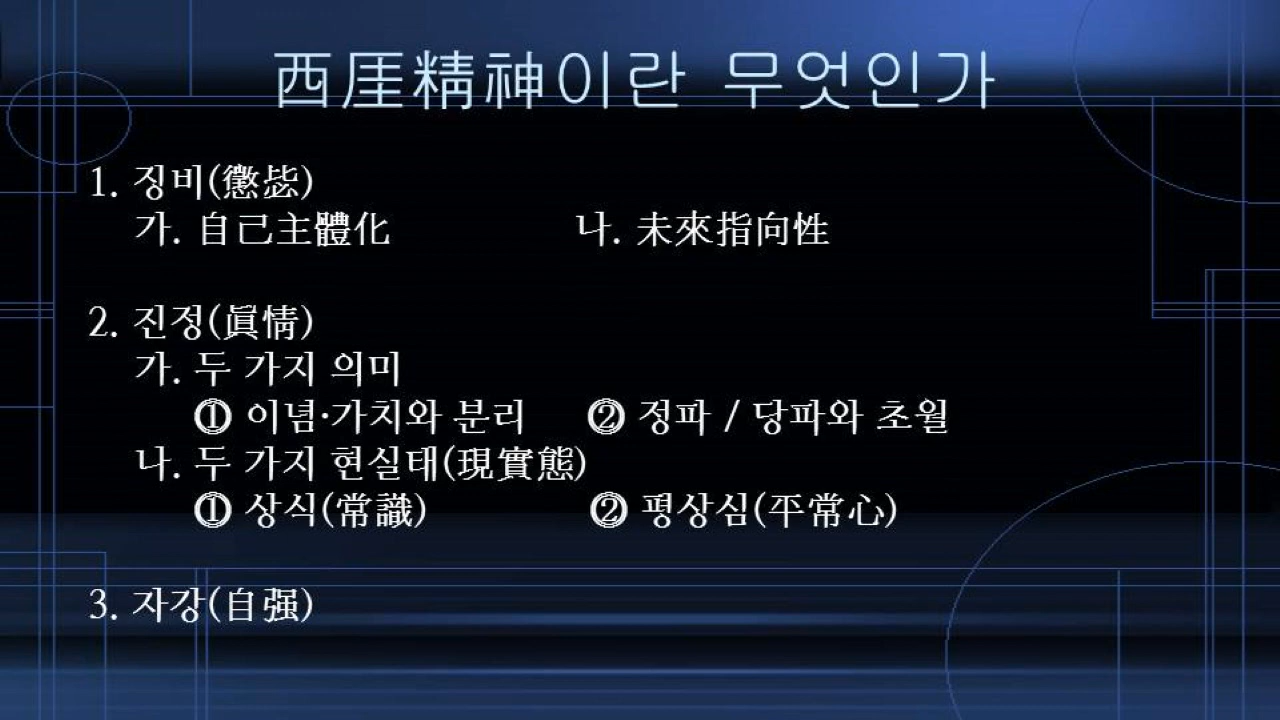 西厓精神이란 무엇인가
1. 징비(懲毖)
가. 自己主體化 나. 未來指向性
2. 진정(眞情)
가. 두 가지 의미
① 이념·가치와 분리 ② 정파 / 당파와 초월
나. 두 가지 현실태(現實態)
① 상식(常識) ② 평상심(平常心)
3. 자강(自强)